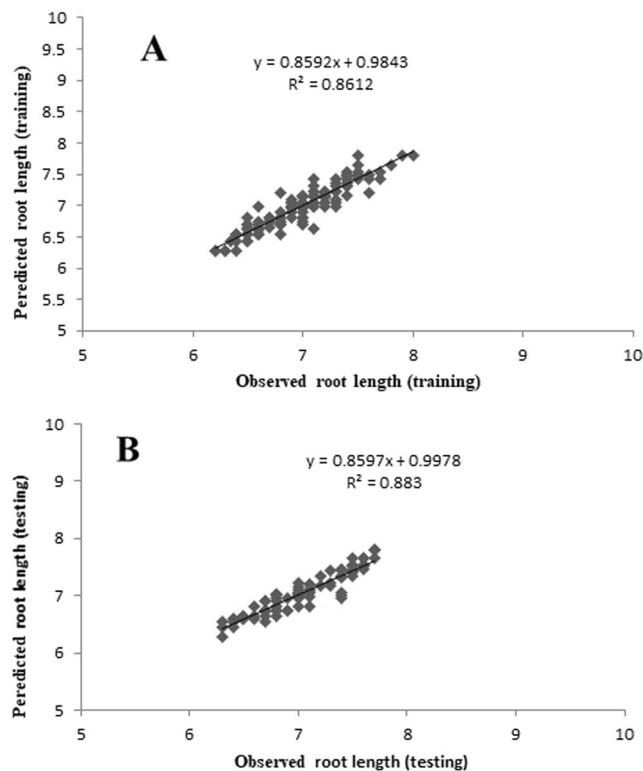 A
y = 0.8592x + 0.9843
R² = 0.8612
10
9.5
9
8.5
8
7.5
7
6.5
6
5.5
5
Peredicted root length (training)
5 6 7 8 9 10
Observed root length (training)
B
y = 0.8597x + 0.9978
R² = 0.883
10
9
8
7
6
5
Peredicted root length (testing)
5 6 7 8 9 10
Observed root length (testing)